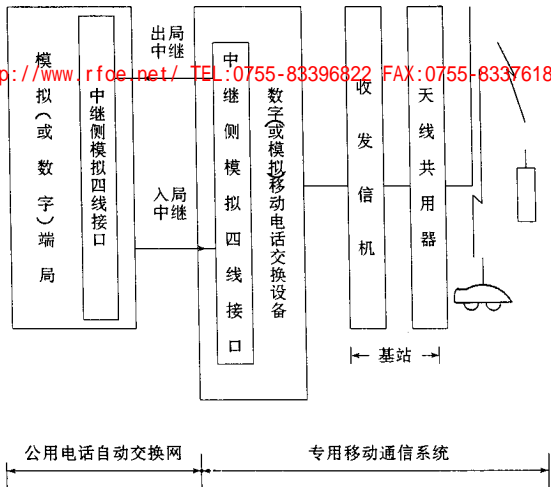 出局
中继
p://www.rfoe.net/ TEL:0755-83396822 FAX:0755-8337618
模拟(或数字)端局
中继侧模拟四线接口
入局
中继
中继侧模拟四线接口
数字(或模拟)移动电话交换设备
收发信机
天线共用器
基站
公用电话自动交换网
专用移动通信系统